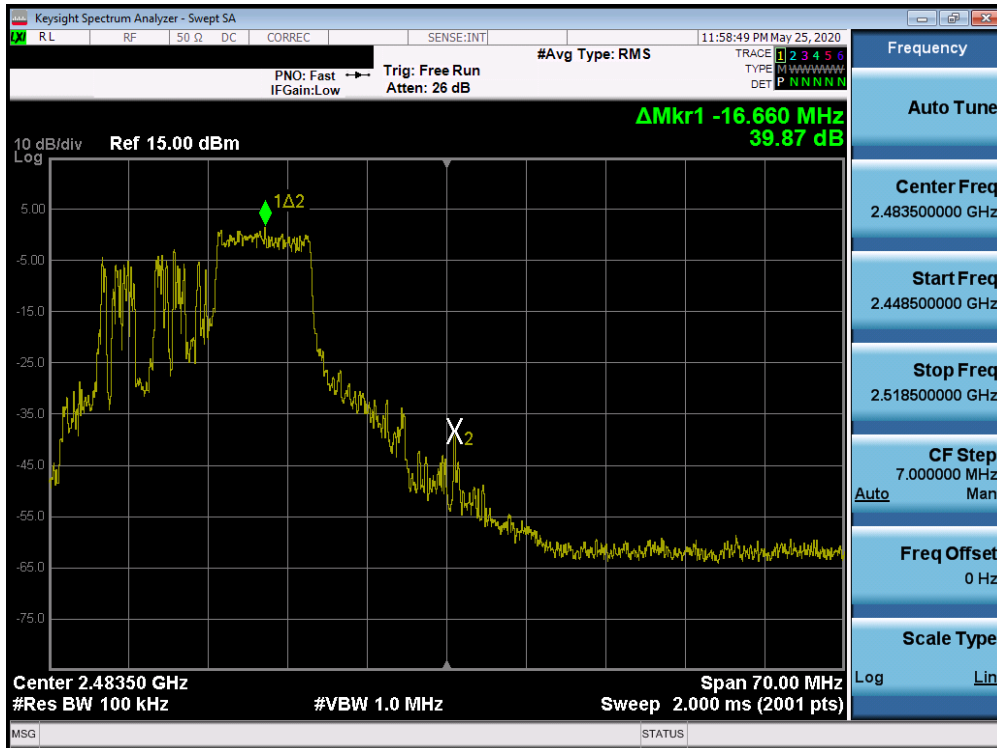 Keysight Spectrum Analyzer - Swept SA
LXI RL RF 50 Ω DC CORREC SENSE:INT 11:58:49 PM May 25, 2020
#Avg Type: RMS
TRACE 1 2 3 4 5 6
TYPE M WWWWW
DET P N N N N N
PNO: Fast
IFGain:Low
Trig: Free Run
Atten: 26 dB
ΔMkr1 -16.660 MHz
39.87 dB
10 dB/div Ref 15.00 dBm
Log
1Δ2
5.00
-5.00
-15.0
-25.0
-35.0
2
-45.0
-55.0
-65.0
-75.0
Center 2.48350 GHz Span 70.00 MHz
#Res BW 100 kHz #VBW 1.0 MHz Sweep 2.000 ms (2001 pts)
MSG STATUS
Frequency
Auto Tune
Center Freq
2.483500000 GHz
Start Freq
2.448500000 GHz
Stop Freq
2.518500000 GHz
CF Step
7.000000 MHz
Auto Man
Freq Offset
0 Hz
Scale Type
Log Lin